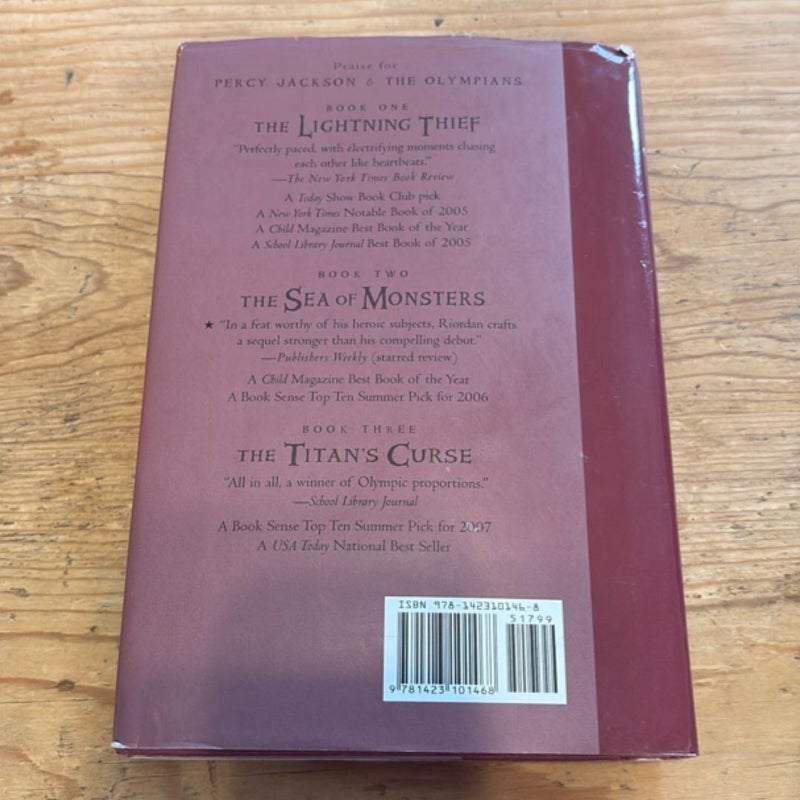 Praise for
PERCY JACKSON & THE OLYMPIANS
BOOK ONE
THE LIGHTNING THIEF
"Perfectly paced, with electrifying moments chasing
each other like heartbeats."
—The New York Times Book Review
A Today Show Book Club pick
A New York Times Notable Book of 2005
A Child Magazine Best Book of the Year
A School Library Journal Best Book of 2005
BOOK TWO
THE SEA OF MONSTERS
★ "In a feat worthy of his heroic subjects, Riordan crafts
a sequel stronger than his compelling debut."
—Publishers Weekly (starred review)
A Child Magazine Best Book of the Year
A Book Sense Top Ten Summer Pick for 2006
BOOK THREE
THE TITAN'S CURSE
"All in all, a winner of Olympic proportions."
—School Library Journal
A Book Sense Top Ten Summer Pick for 2007
A USA Today National Best Seller
ISBN 978-142310146-8
51799
9 781423 101468